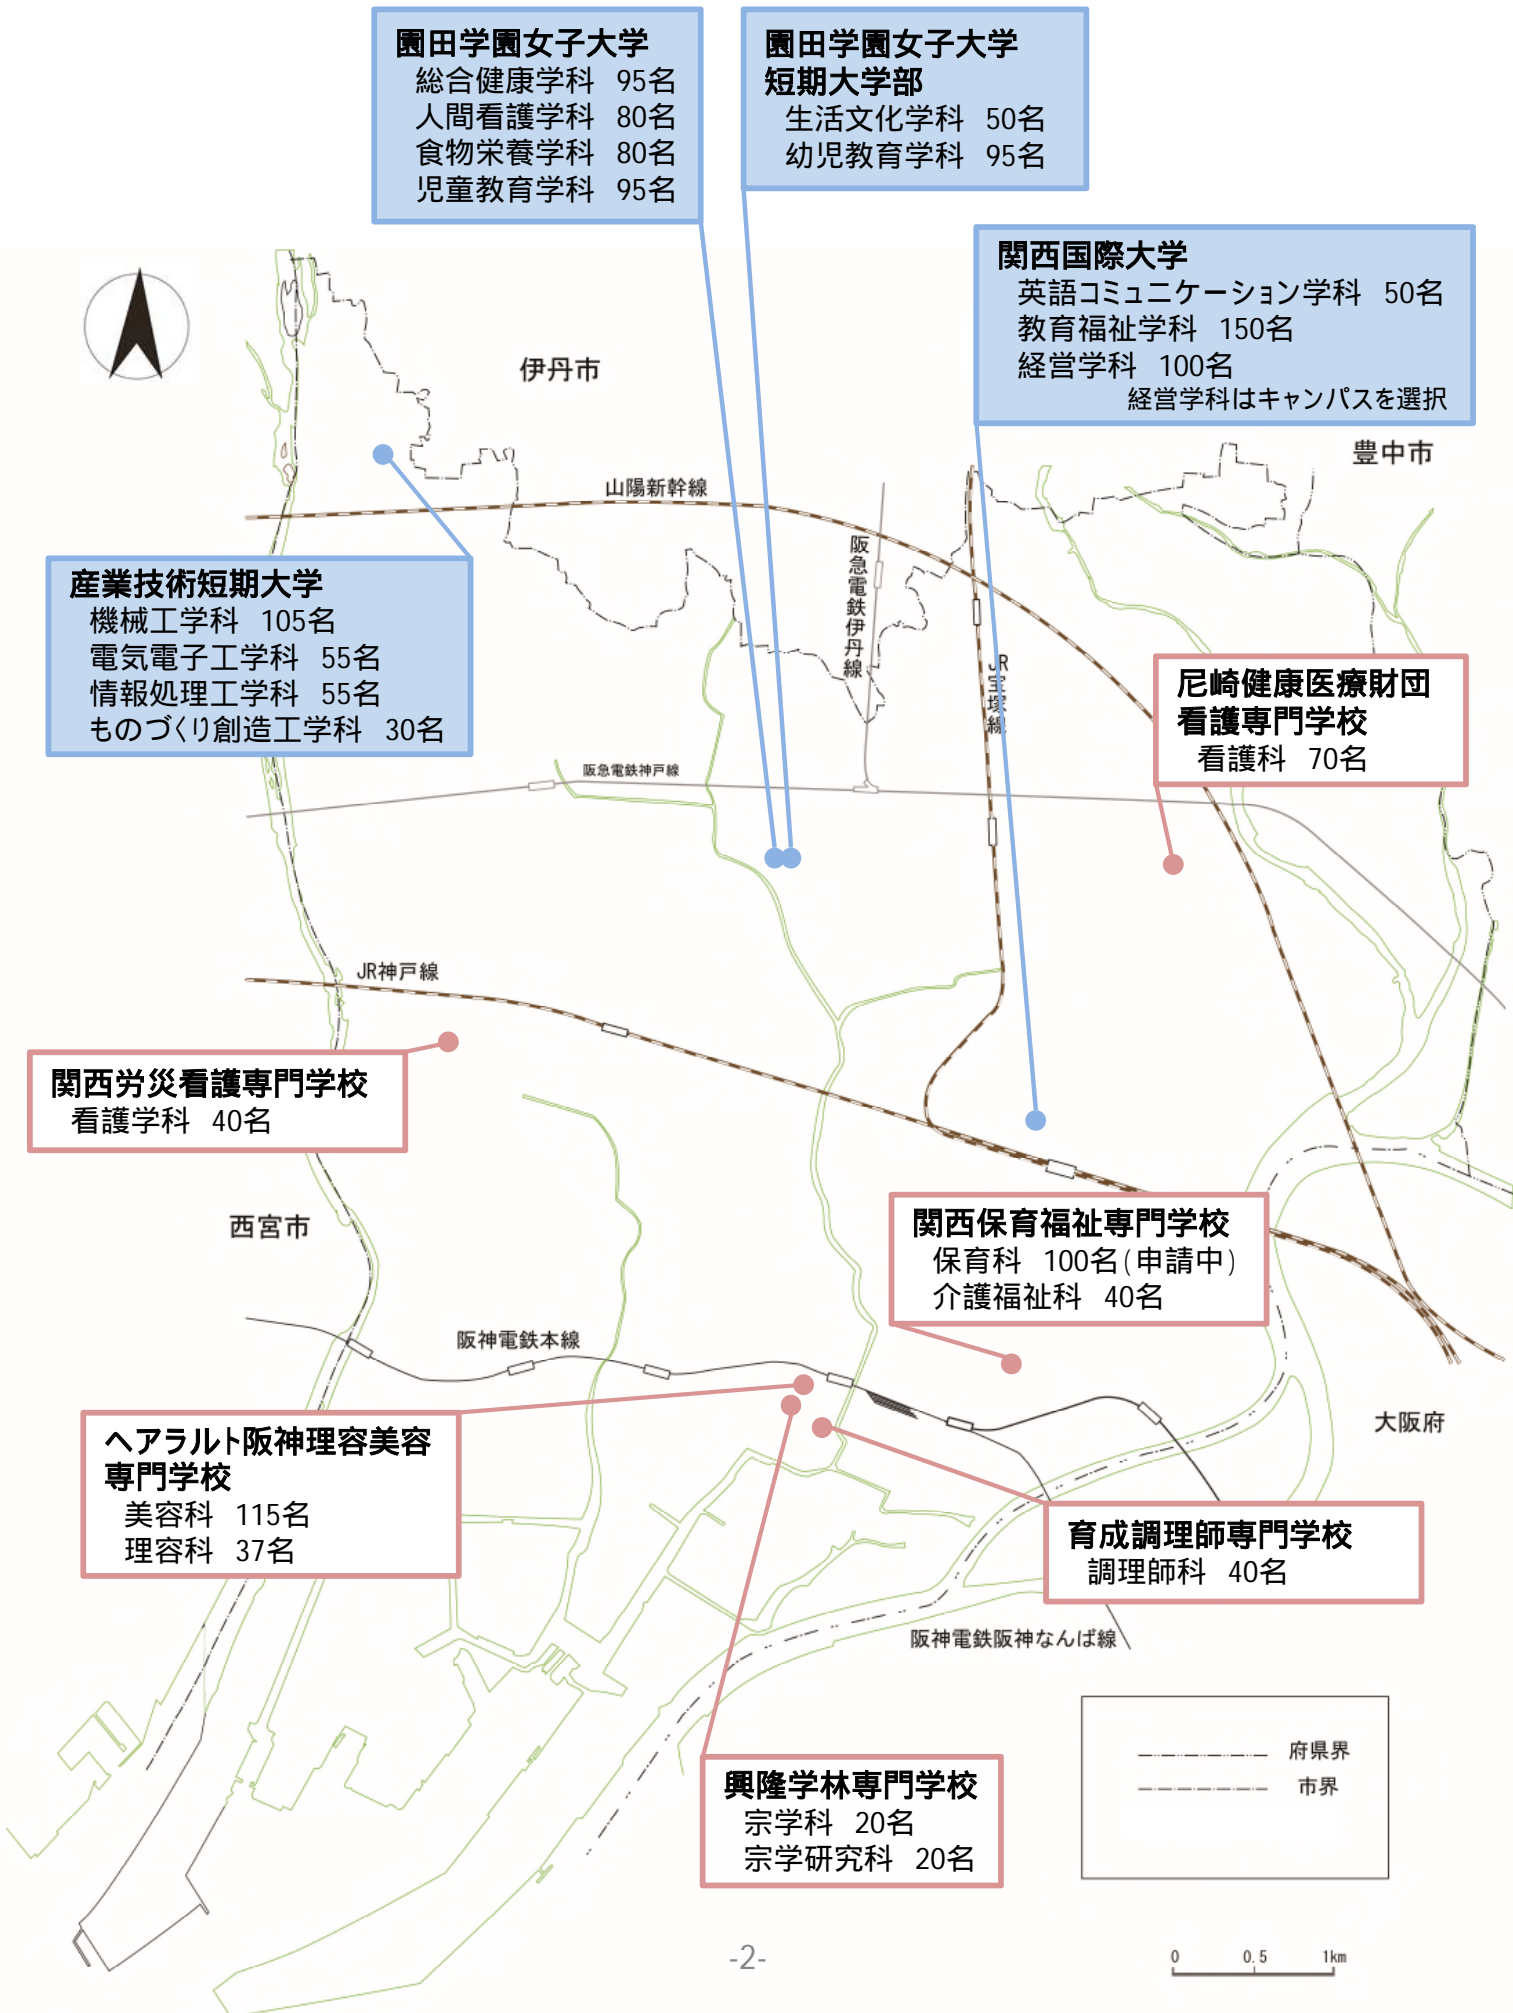 園田学園女子大学
総合健康学科 95名
人間看護学科 80名
食物栄養学科 80名
児童教育学科 95名
園田学園女子大学
短期大学部
生活文化学科 50名
幼児教育学科 95名
関西国際大学
英語コミュニケーション学科 50名
教育福祉学科 150名
経営学科 100名
経営学科はキャンパスを選択
伊丹市
豊中市
山陽新幹線
阪急電鉄伊丹線
産業技術短期大学
機械工学科 105名
電気電子工学科 55名
情報処理工学科 55名
ものづくり創造工学科 30名
JR宝塚線
尼崎健康医療財団
看護専門学校
看護科 70名
阪急電鉄神戸線
JR神戸線
関西労災看護専門学校
看護学科 40名
西宮市
関西保育福祉専門学校
保育科 100名(申請中)
介護福祉科 40名
阪神電鉄本線
大阪府
ヘアラルト阪神理容美容
専門学校
美容科 115名
理容科 37名
育成調理師専門学校
調理師科 40名
阪神電鉄阪神なんば線
興隆学林専門学校
宗学科 20名
宗学研究科 20名
府県界
市界
-2-
0 0.5 1km